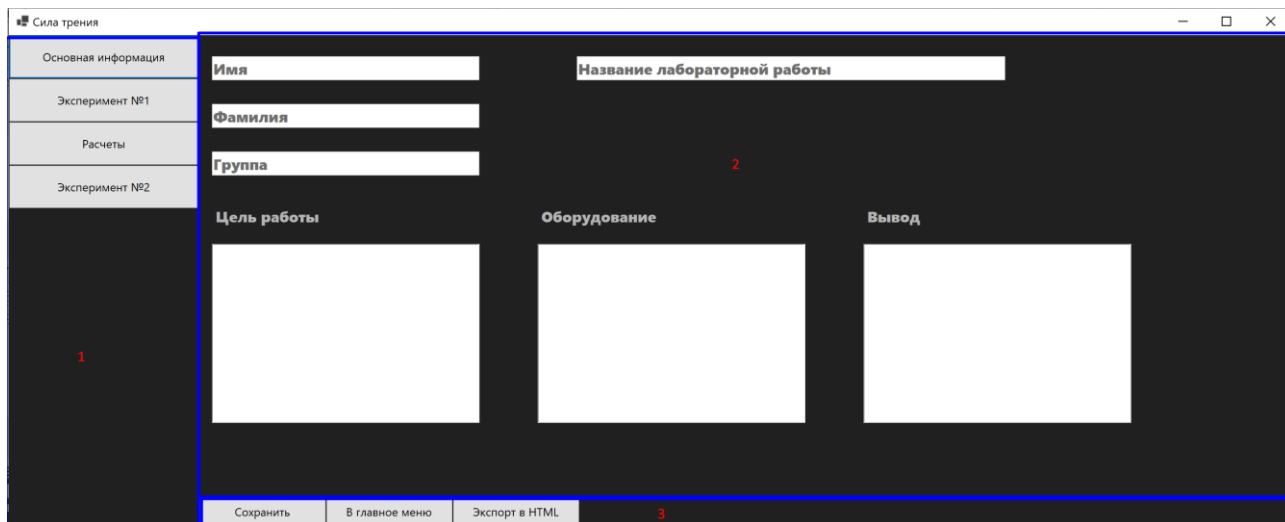 Сила трения
Основная информация
Эксперимент №1
Расчеты
Эксперимент №2
1
Имя
Название лабораторной работы
Фамилия
Группа
2
Цель работы
Оборудование
Вывод
Сохранить
В главное меню
Экспорт в HTML
3